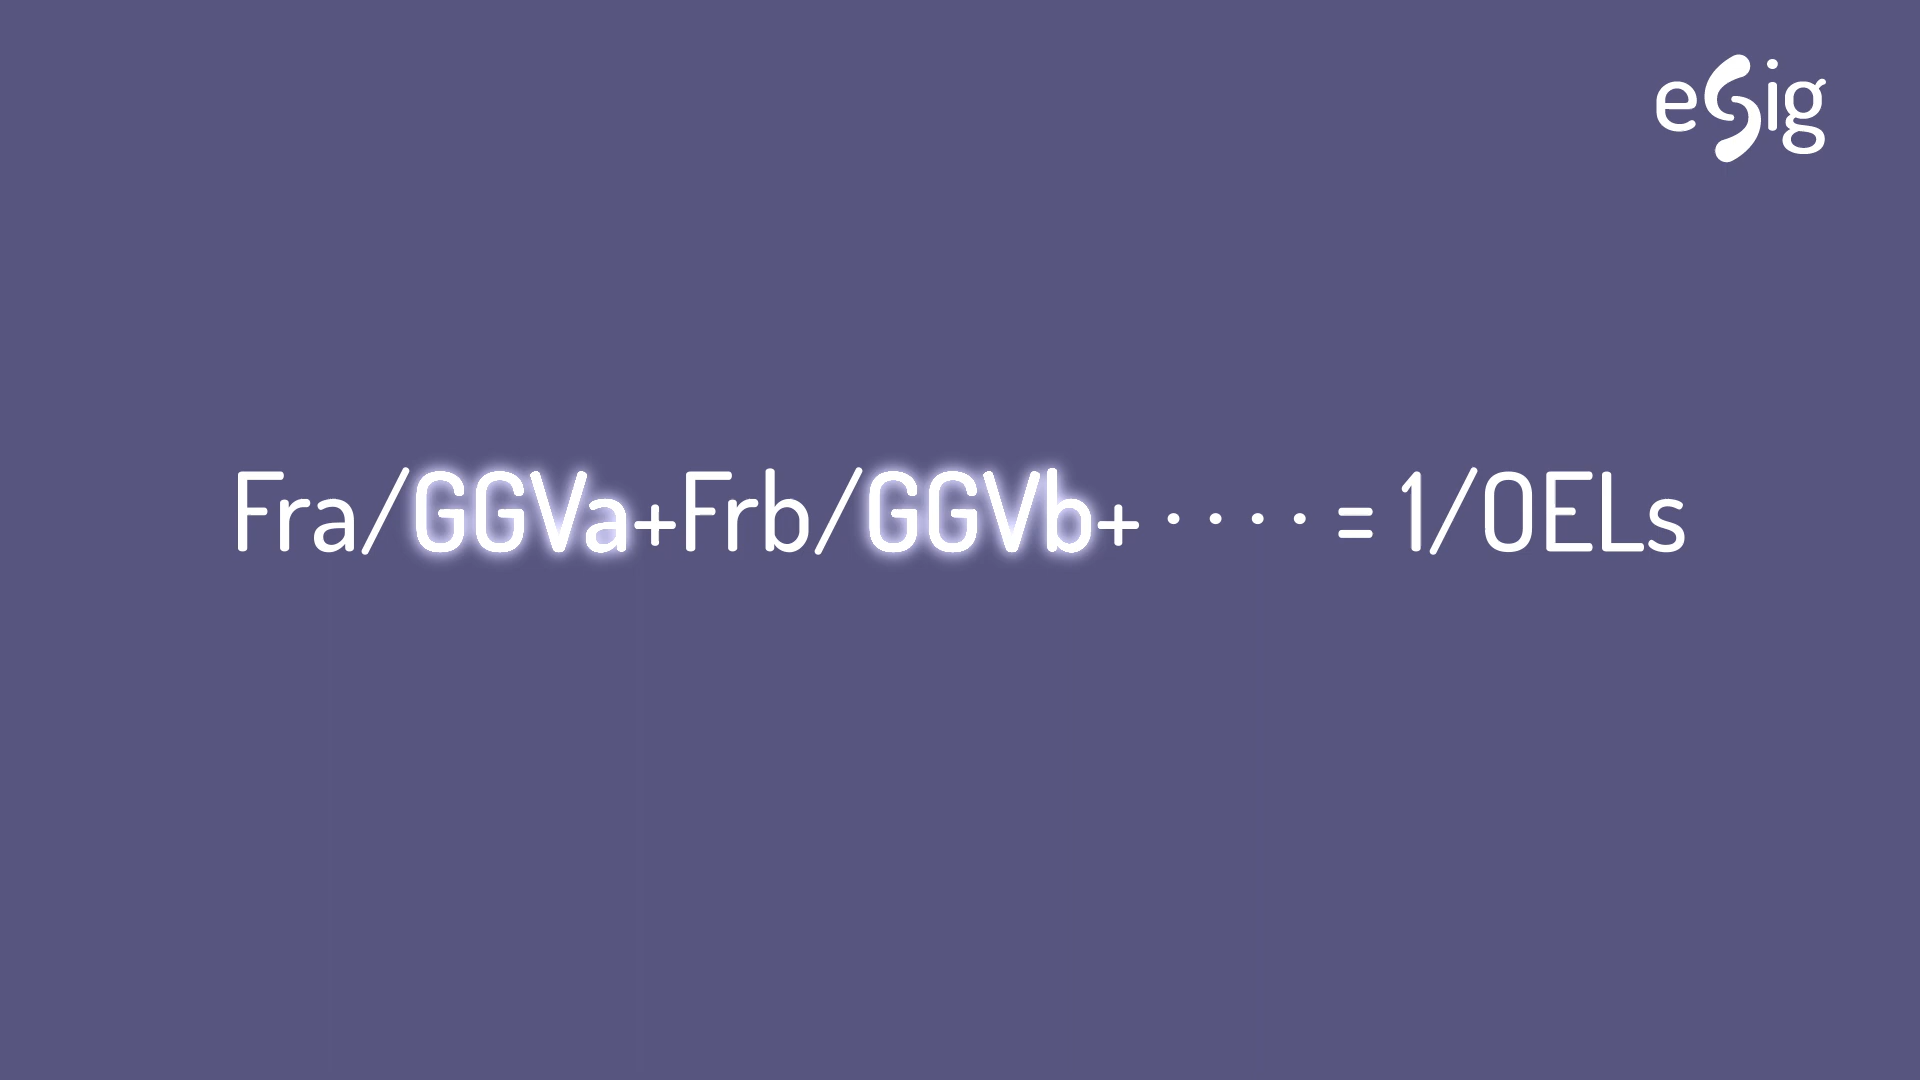 eSig
Fra/GGVa+Frb/GGVb+ · · · · = 1/OELs